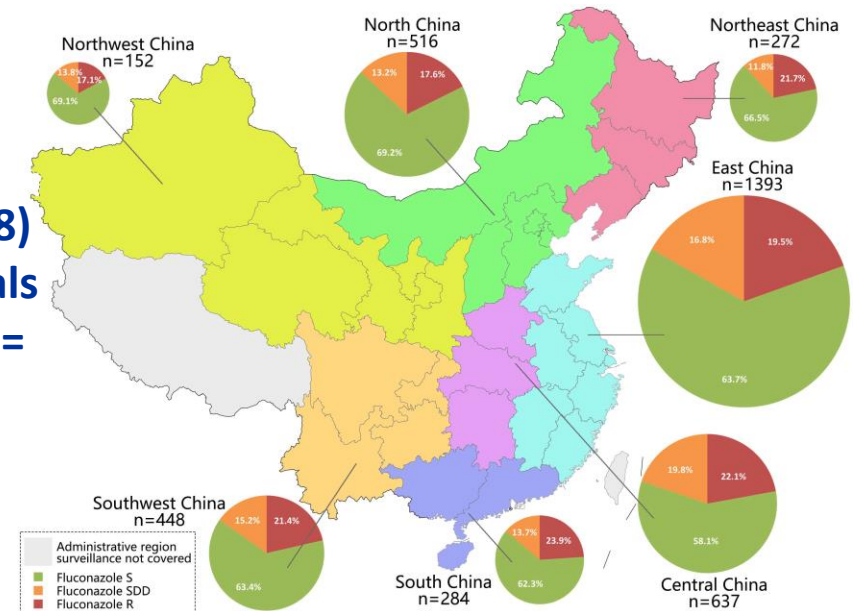 Northwest China
n=152
13.8%
17.1%
69.1%
North China
n=516
13.2%
17.6%
69.2%
Northeast China
n=272
11.8%
21.7%
66.5%
East China
n=1393
16.8%
19.5%
63.7%
8)
als
=
Southwest China
n=448
15.2%
21.4%
63.4%
South China
n=284
13.7%
23.9%
62.3%
Central China
n=637
19.8%
22.1%
58.1%
Administrative region
surveillance not covered
Fluconazole S
Fluconazole SDD
Fluconazole R